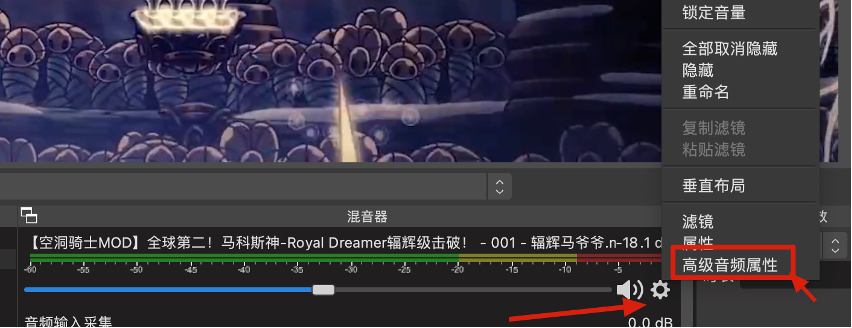 锁定音量
全部取消隐藏
隐藏
重命名
复制滤镜
粘贴滤镜
垂直布局
滤镜
属性
高级音频属性
混音器
【空洞骑士MOD】全球第二！马科斯神-Royal Dreamer辐辉级击破！ - 001 - 辐辉马爷爷.n
-18.1 d
-60 -55 -50 -45 -40 -35 -30 -25 -20 -15 -10 -5
音频输入采集
0.0 dB